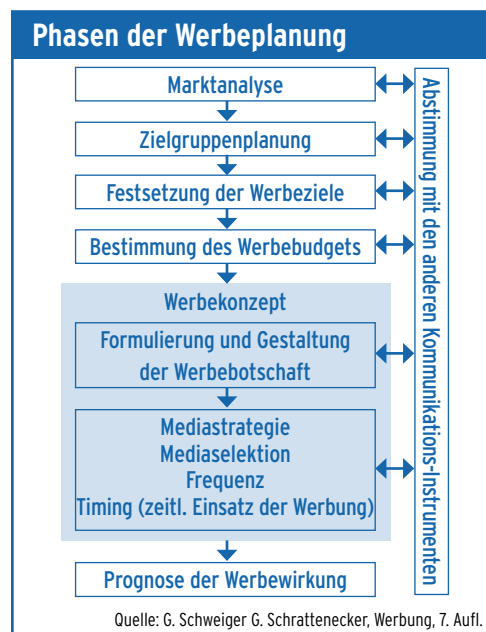 Phasen der Werbeplanung
Marktanalyse
Zielgruppenplanung
Festsetzung der Werbeziele
Bestimmung des Werbebudgets
Werbekonzept
Formulierung und Gestaltung
der Werbebotschaft
Mediastrategie
Mediaselektion
Frequenz
Timing (zeitl. Einsatz der Werbung)
Prognose der Werbewirkung
Abstimmung mit den anderen Kommunikations-Instrumenten
Quelle: G. Schweiger G. Schrattenecker, Werbung, 7. Aufl.